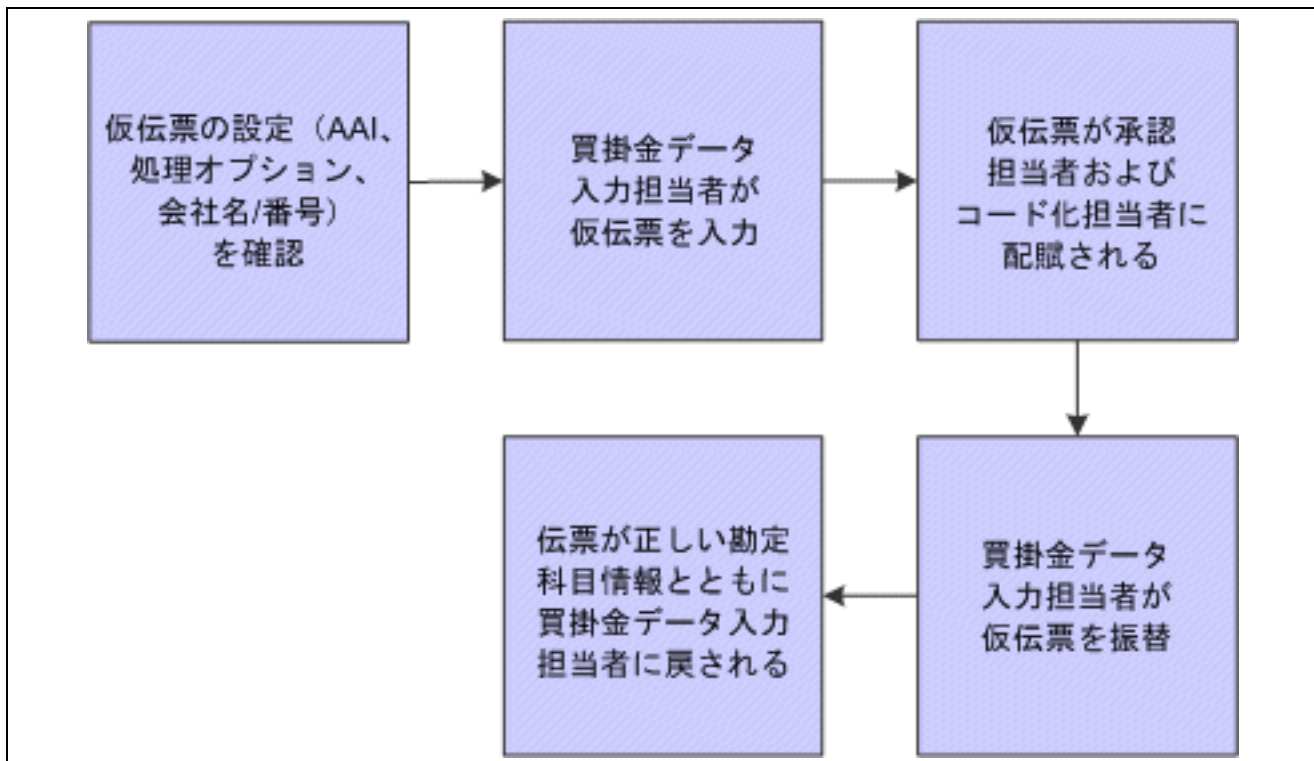 仮伝票の設定（AAI、
処理オプション、
会社名/番号）
を確認
買掛金データ
入力担当者が
仮伝票を入力
仮伝票が承認
担当者および
コード化担当者に
配賦される
買掛金データ
入力担当者が
仮伝票を振替
伝票が正しい勘定
科目情報とともに
買掛金データ入力
担当者に戻される